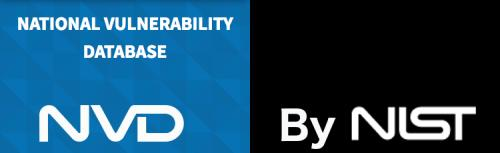 NATIONAL VULNERABILITY
DATABASE
NVD
By NIST